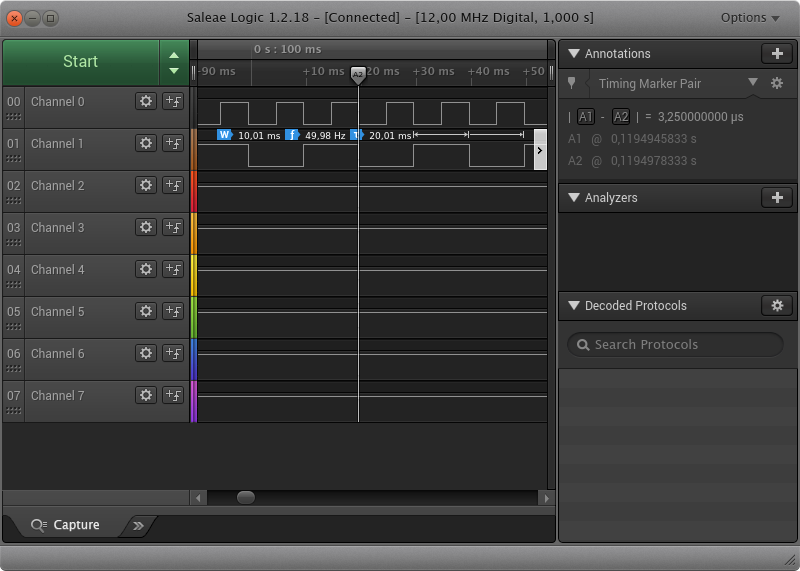 Saleae Logic 1.2.18 – [Connected] – [12,00 MHz Digital, 1,000 s]
Options
Start
0 s : 100 ms
-90 ms +10 ms A2 20 ms +30 ms +40 ms +50
00 Channel 0
W 10,01 ms f 49,98 Hz T 20,01 ms
01 Channel 1
02 Channel 2
03 Channel 3
04 Channel 4
05 Channel 5
06 Channel 6
07 Channel 7
Capture
Annotations
Timing Marker Pair
| A1 - A2 | = 3,250000000 µs
A1 @ 0,1194945833 s
A2 @ 0,1194978333 s
Analyzers
Decoded Protocols
Search Protocols